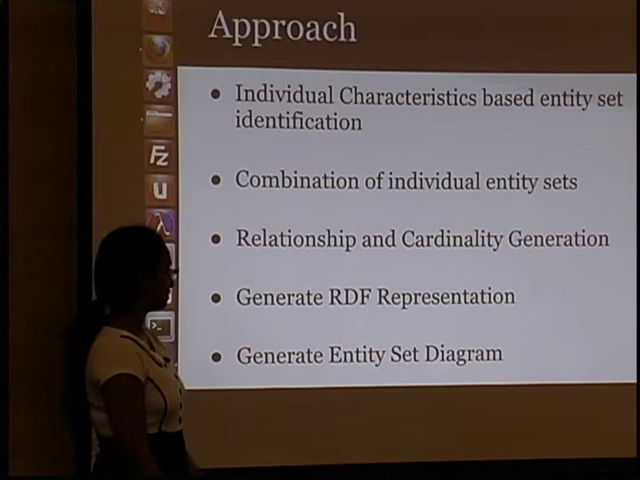 Approach
• Individual Characteristics based entity set
identification
• Combination of individual entity sets
• Relationship and Cardinality Generation
• Generate RDF Representation
• Generate Entity Set Diagram
FZ
U
λ
>_